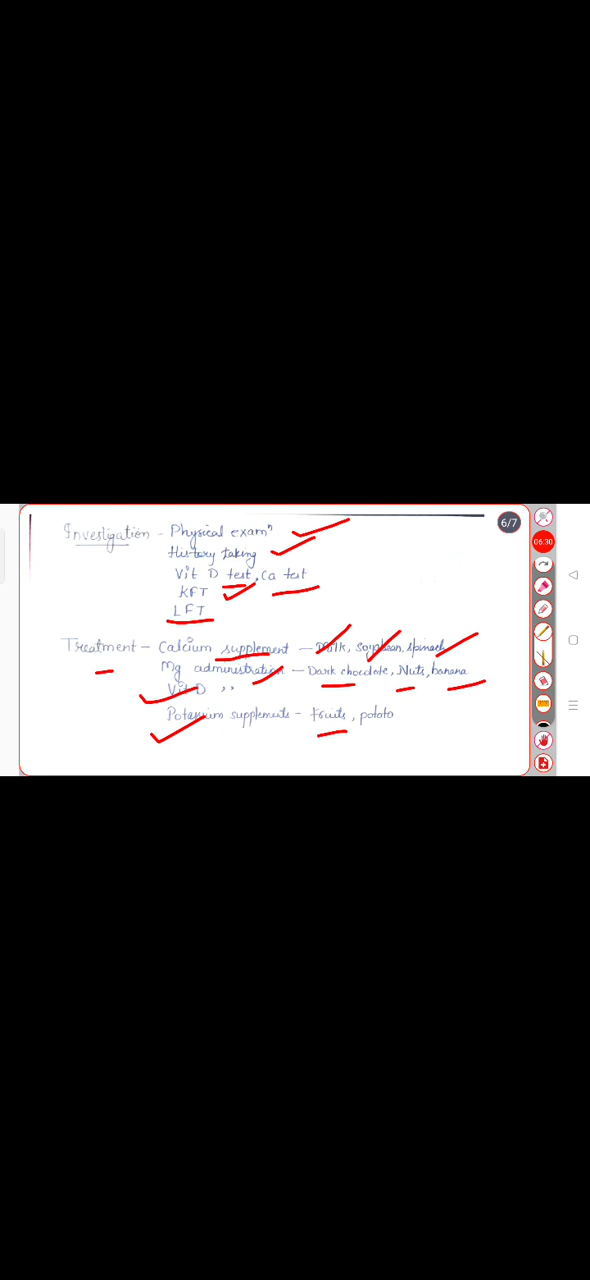 6/7
06:30
Investigation - Physical examⁿ
History taking
Vit D test, Ca test
KFT
LFT
Treatment - Calcium supplement - Milk, Soyabean, spinach
Mg administration - Dark chocolate, Nuts, banana
Vit D ,,
Potassium supplements - Fruits, potato